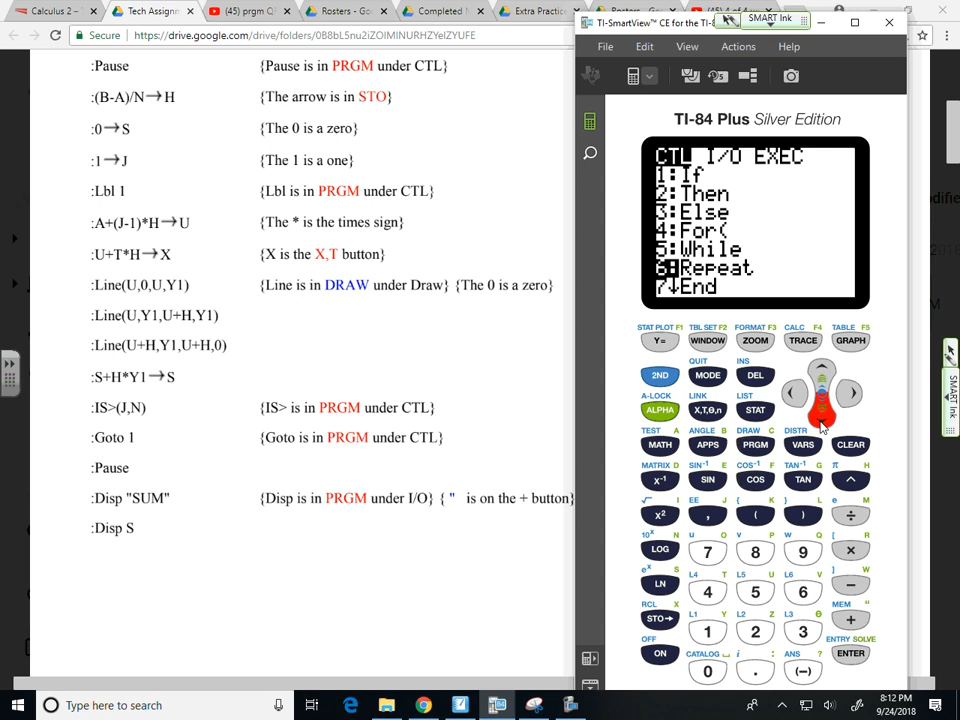 Calculus 2 –
Tech Assignm
(45) prgm QF
Rosters - Go
Completed N
Extra Practice
Rosters - Go
(45) 4 of A
Secure
https://drive.google.com/drive/folders/0B8bL5nu2iZOIMINURHZYelZYUFE
:Pause {Pause is in PRGM under CTL}
:(B-A)/N→H {The arrow is in STO}
:0→S {The 0 is a zero}
:1→J {The 1 is a one}
:Lbl 1 {Lbl is in PRGM under CTL}
:A+(J-1)*H→U {The * is the times sign}
:U+T*H→X {X is the X,T button}
:Line(U,0,U,Y1) {Line is in DRAW under Draw} {The 0 is a zero}
:Line(U,Y1,U+H,Y1)
:Line(U+H,Y1,U+H,0)
:S+H*Y1→S
:IS>(J,N) {IS> in PRGM under CTL}
:Goto 1 {Goto is in PRGM under CTL}
:Pause
:Disp "SUM" {Disp is in PRGM under I/O} { " is on the + button}
:Disp S
TI-SmartView™ CE for the TI-8
SMART Ink
File Edit View Actions Help
TI-84 Plus Silver Edition
CTL I/O EXEC
1:If
2:Then
3:Else
4:For(
5:While
6:Repeat
7↓End
STAT PLOT F1 TBL SET F2 FORMAT F3 CALC F4 TABLE F5
Y= WINDOW ZOOM TRACE GRAPH
QUIT INS
2ND MODE DEL
A-LOCK LINK LIST
ALPHA X,T,θ,n STAT
TEST A ANGLE B DRAW C DISTR
MATH APPS PRGM VARS CLEAR
MATRIX D SIN⁻¹ E COS⁻¹ F TAN⁻¹ G π H
x⁻¹ SIN COS TAN ^
√ I EE J { K } L e M
x² , ( ) ÷
10ˣ N u O v P w Q [ R
LOG 7 8 9 ×
eˣ S L4 T L5 U L6 V ] W
LN 4 5 6 −
RCL X L1 Y L2 Z L3 θ MEM "
STO→ 1 2 3 +
OFF CATALOG i : ANS ? ENTRY SOLVE
ON 0 . (−) ENTER
odified
SMART Ink
Type here to search
8:12 PM
9/24/2018